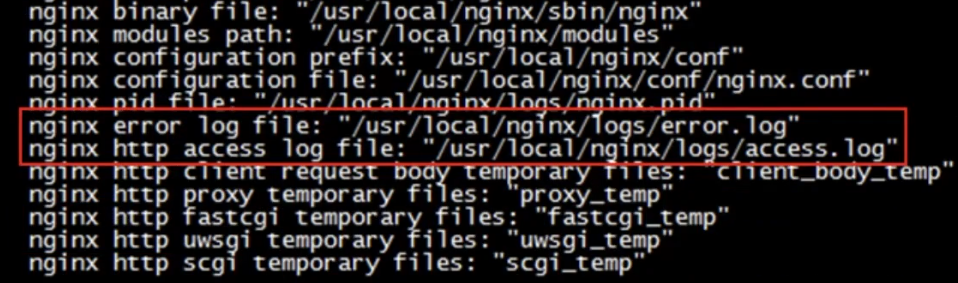 nginx binary file: "/usr/local/nginx/sbin/nginx"
nginx modules path: "/usr/local/nginx/modules"
nginx configuration prefix: "/usr/local/nginx/conf"
nginx configuration file: "/usr/local/nginx/conf/nginx.conf"
nginx pid file: "/usr/local/nginx/logs/nginx.pid"
nginx error log file: "/usr/local/nginx/logs/error.log"
nginx http access log file: "/usr/local/nginx/logs/access.log"
nginx http client request body temporary files: "client_body_temp"
nginx http proxy temporary files: "proxy_temp"
nginx http fastcgi temporary files: "fastcgi_temp"
nginx http uwsgi temporary files: "uwsgi_temp"
nginx http scgi temporary files: "scgi_temp"